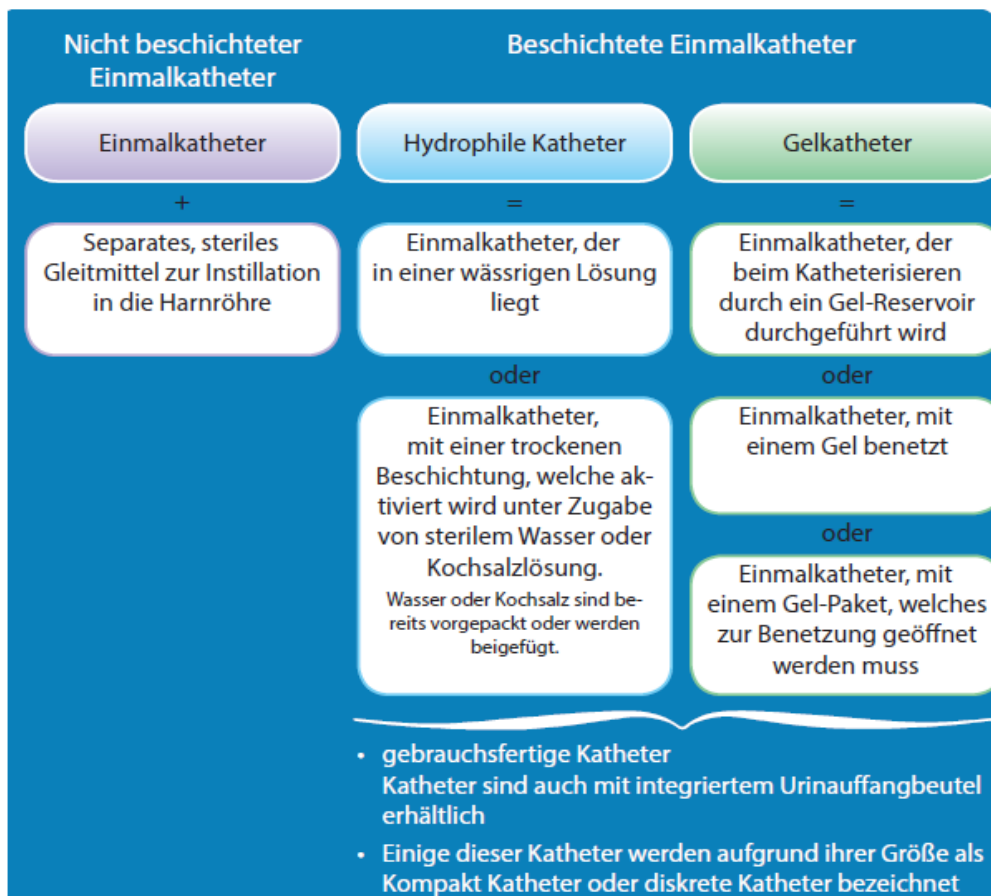 Nicht beschichteter
Einmalkatheter
Beschichtete Einmalkatheter
Einmalkatheter
+
Separates, steriles
Gleitmittel zur Instillation
in die Harnröhre
Hydrophile Katheter
=
Einmalkatheter, der
in einer wässrigen Lösung
liegt
oder
Einmalkatheter,
mit einer trockenen
Beschichtung, welche ak-
tiviert wird unter Zugabe
von sterilem Wasser oder
Kochsalzlösung.
Wasser oder Kochsalz sind be-
reits vorgepackt oder werden
beigefügt.
Gelkatheter
=
Einmalkatheter, der
beim Katheterisieren
durch ein Gel-Reservoir
durchgeführt wird
oder
Einmalkatheter, mit
einem Gel benetzt
oder
Einmalkatheter, mit
einem Gel-Paket, welches
zur Benetzung geöffnet
werden muss
• gebrauchsfertige Katheter
Katheter sind auch mit integriertem Urinauffangbeutel
erhältlich
• Einige dieser Katheter werden aufgrund ihrer Größe als
Kompakt Katheter oder diskrete Katheter bezeichnet